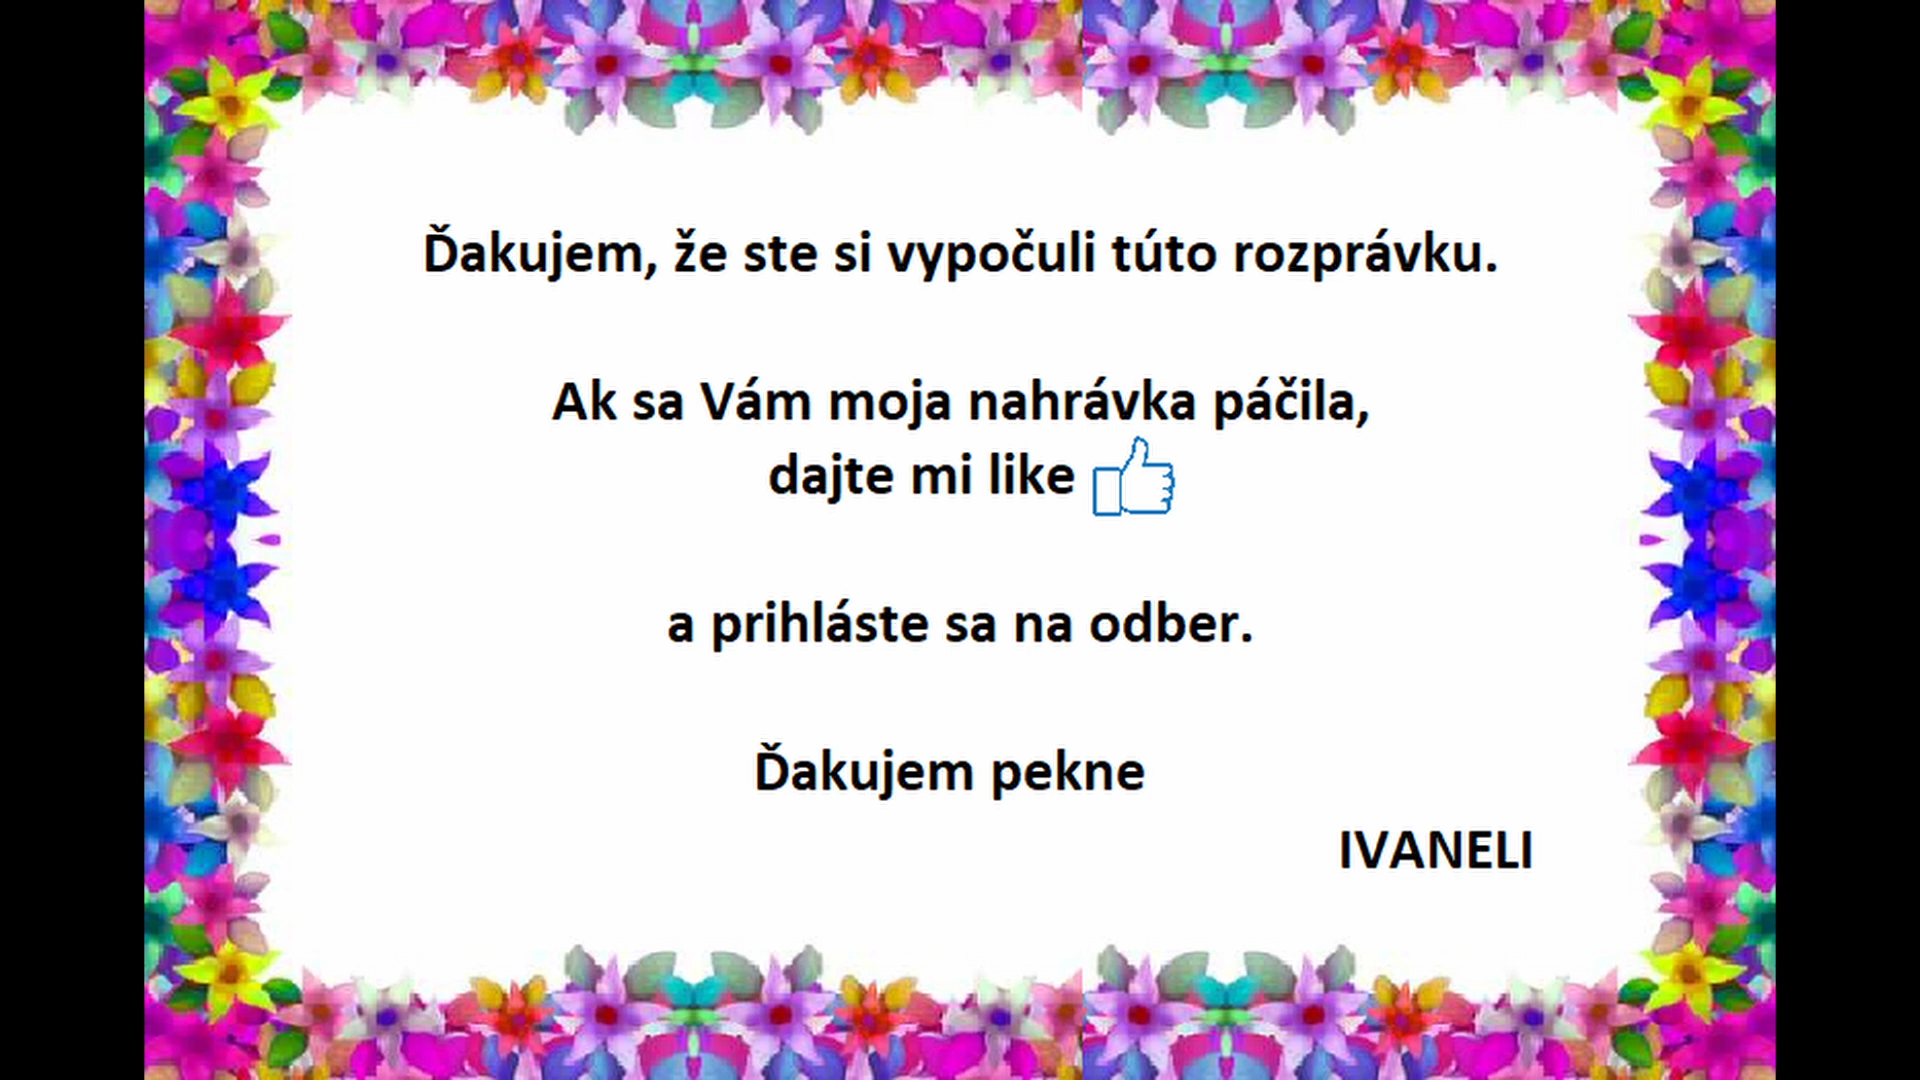 Ďakujem, že ste si vypočuli túto rozprávku.
Ak sa Vám moja nahrávka páčila,
dajte mi like
a prihláste sa na odber.
Ďakujem pekne
IVANELI